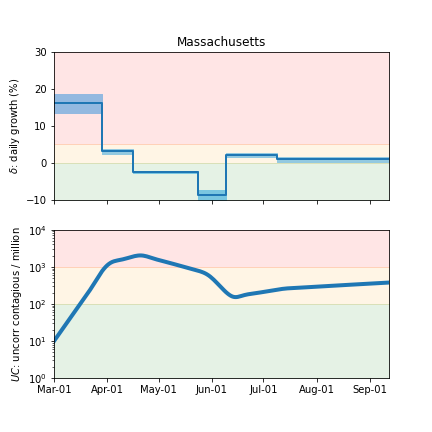 Massachusetts
δ: daily growth (%)
30
20
10
0
−10
UC: uncorr contagious / million
10⁴
10³
10²
10¹
10⁰
Mar-01 Apr-01 May-01 Jun-01 Jul-01 Aug-01 Sep-01